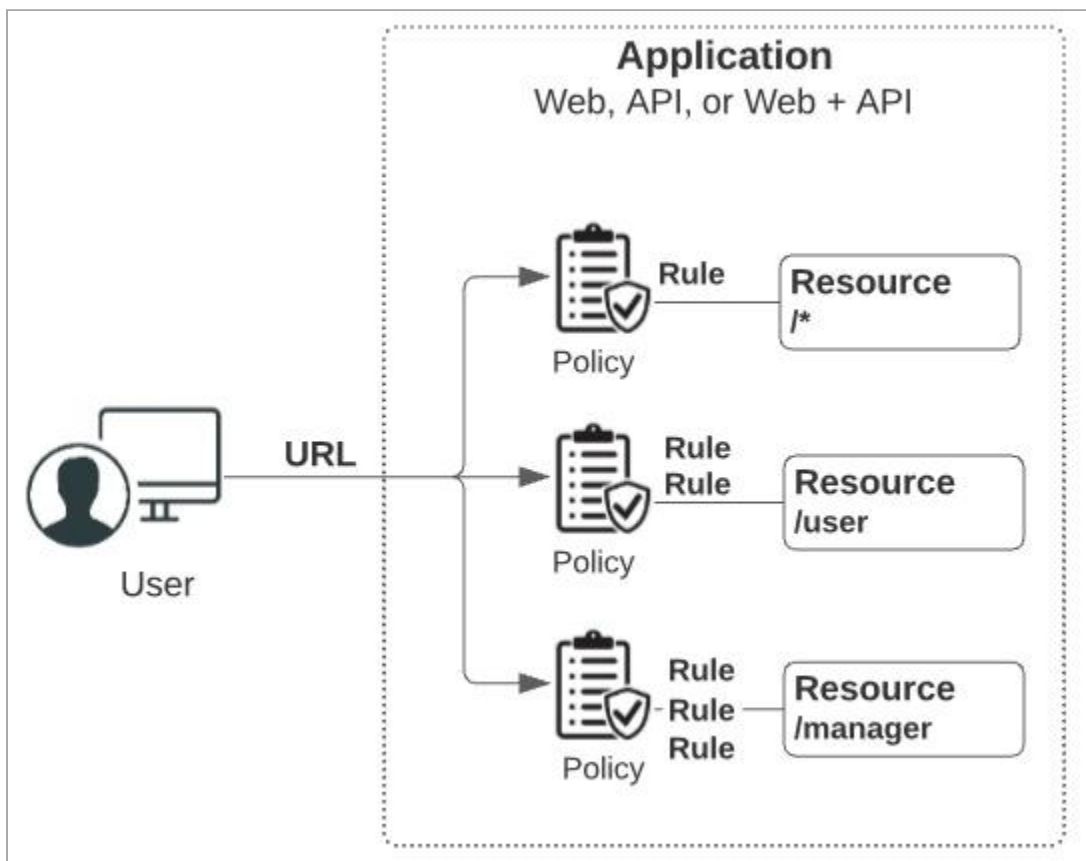 Application
Web, API, or Web + API
Rule
Resource
/*
Policy
URL
Rule
Rule
Resource
/user
Policy
User
Rule
Rule
Rule
Resource
/manager
Policy